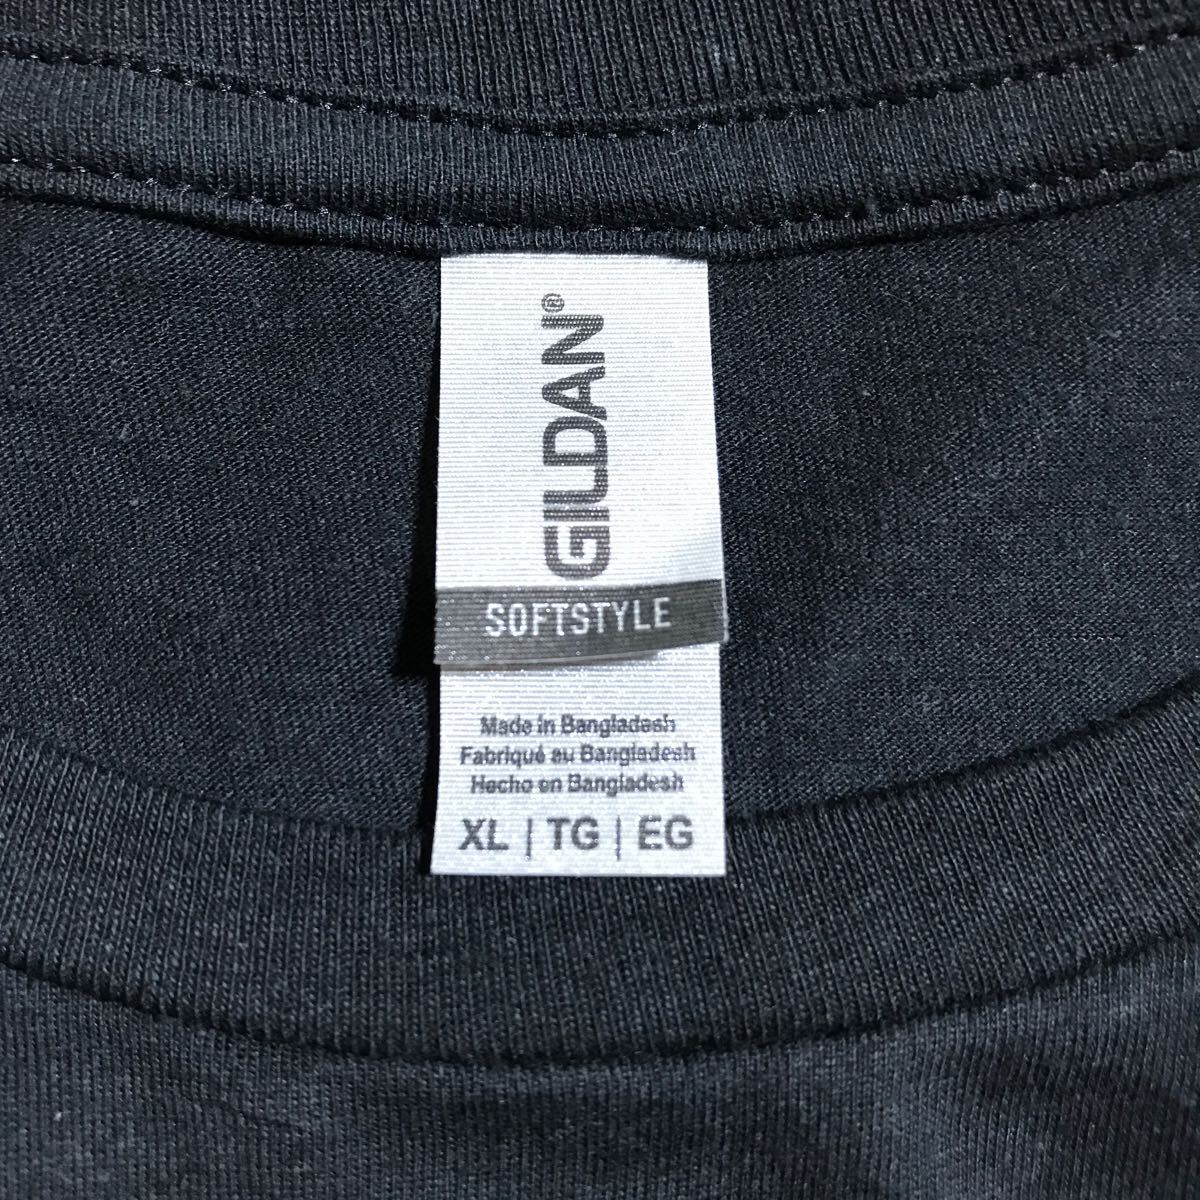 GILDAN®
SOFTSTYLE
Made in Bangladesh
Fabriqué au Bangladesh
Hecho en Bangladesh
XL | TG | EG